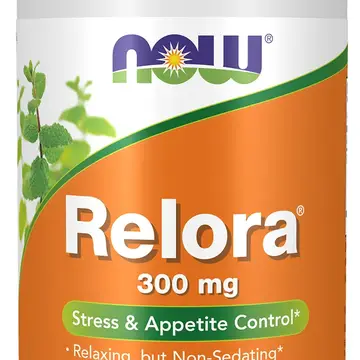 NOW®
Relora®
300 mg
Stress & Appetite Control*
• Relaxing, but Non-Sedating*